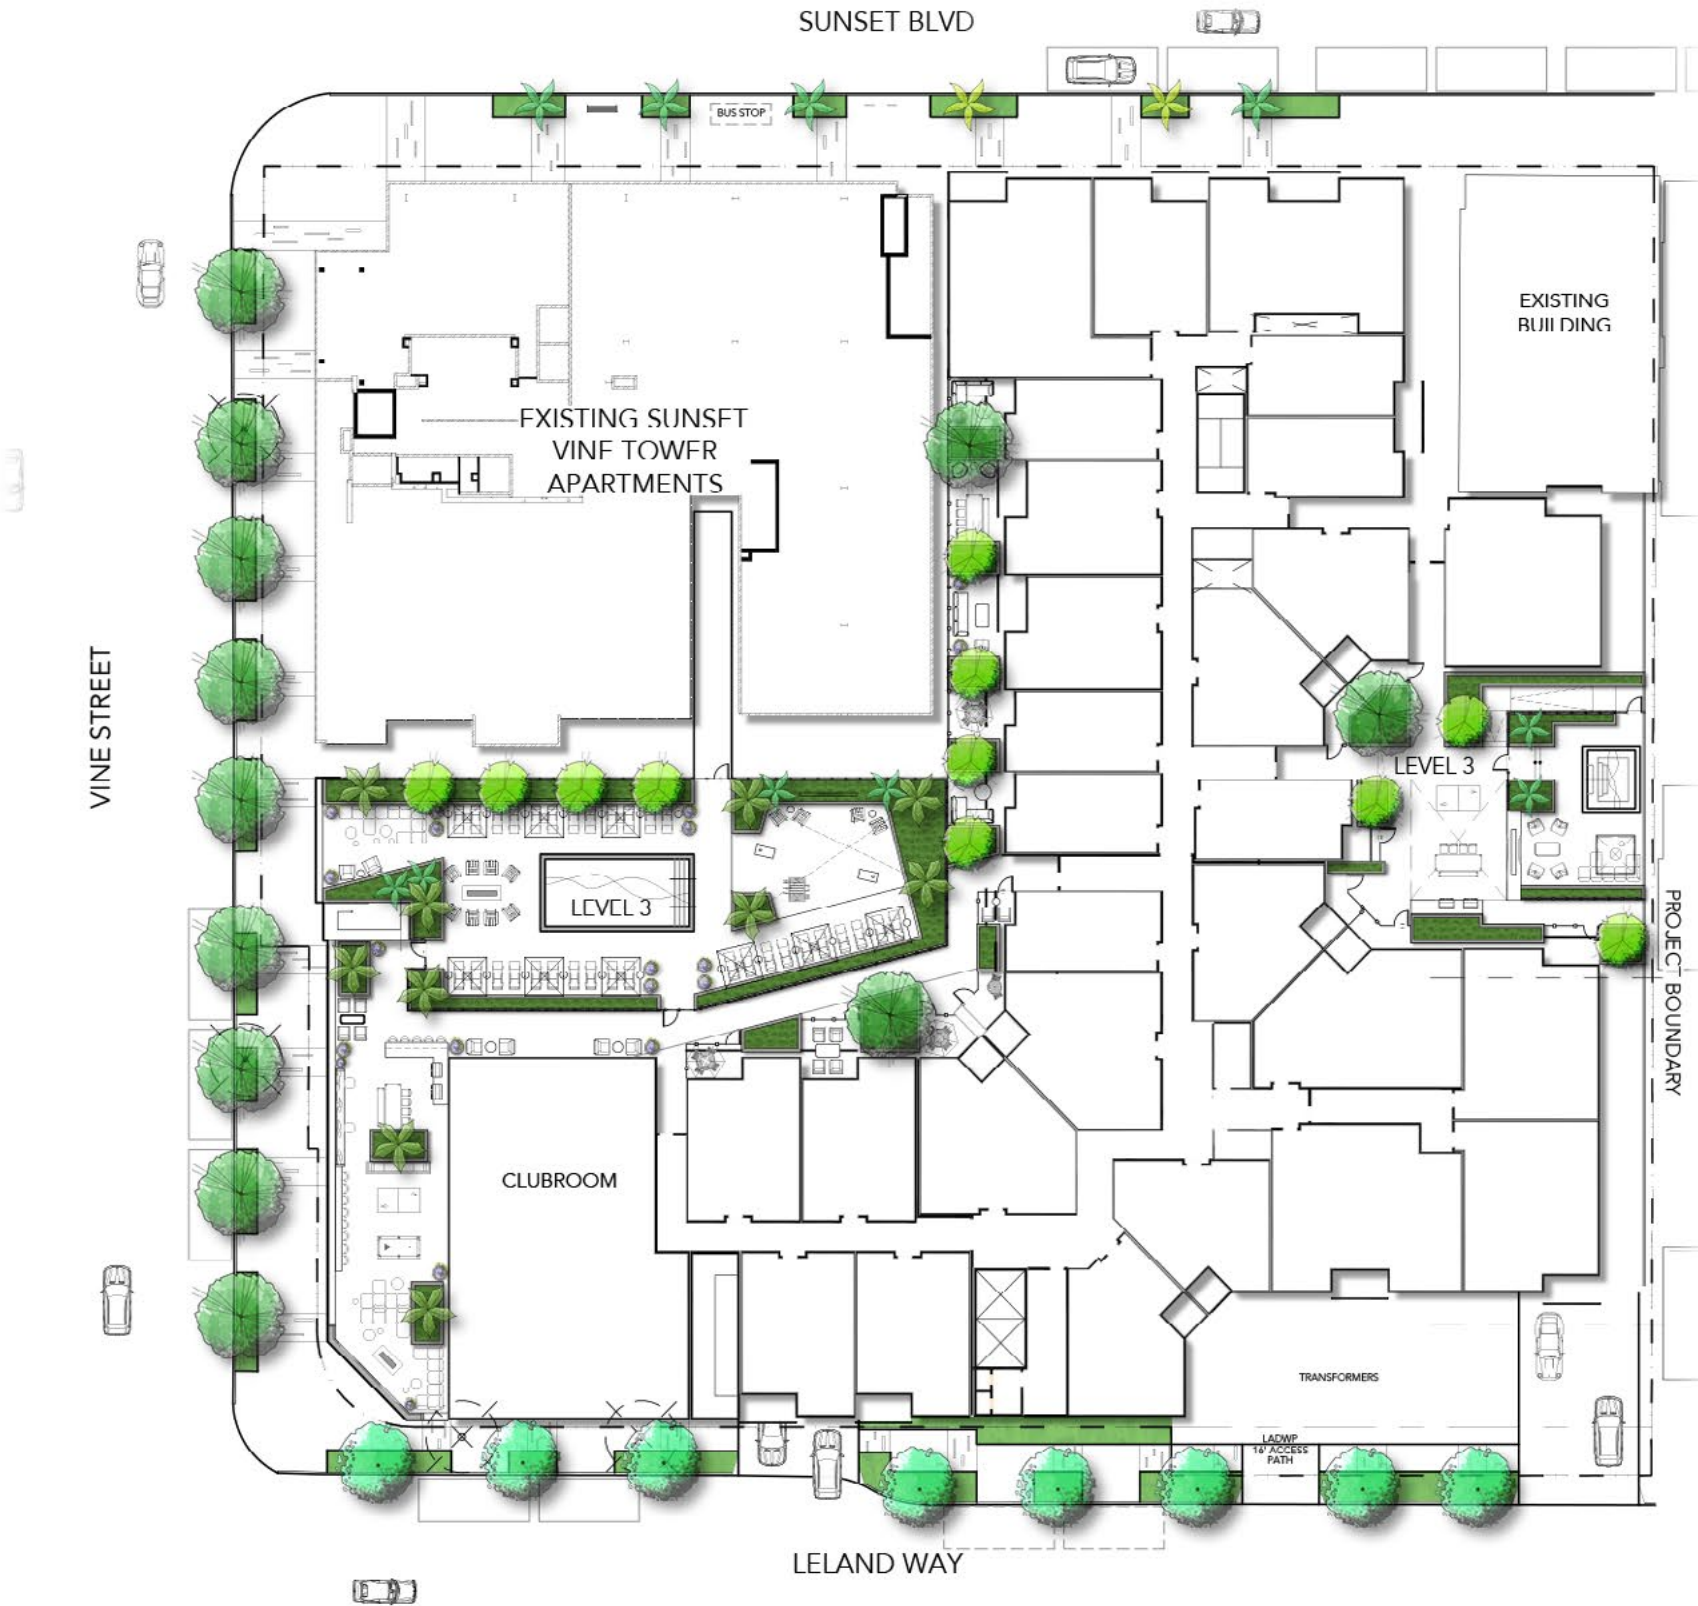 SUNSET BLVD
BUS STOP
EXISTING
BUILDING
EXISTING SUNSET
VINE TOWER
APARTMENTS
VINE STREET
LEVEL 3
LEVEL 3
PROJECT BOUNDARY
CLUBROOM
TRANSFORMERS
LADWP
16' ACCESS
PATH
LELAND WAY